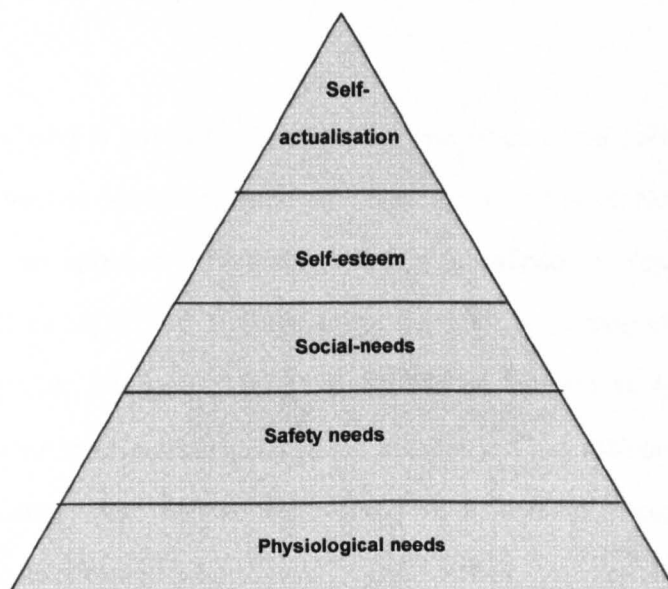 Self-
actualisation
Self-esteem
Social-needs
Safety needs
Physiological needs